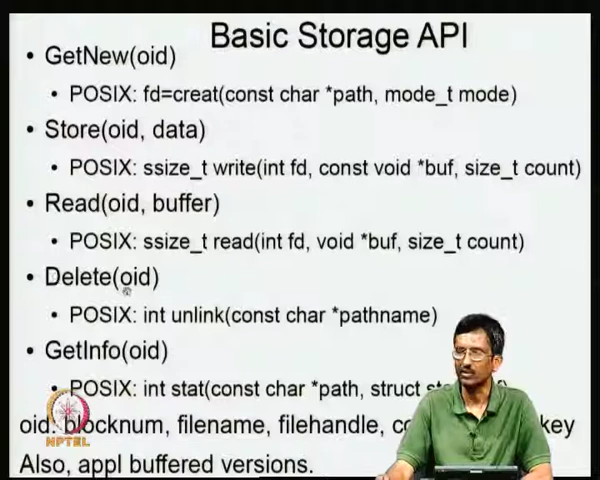 Basic Storage API
• GetNew(oid)
• POSIX: fd=creat(const char *path, mode_t mode)
• Store(oid, data)
• POSIX: ssize_t write(int fd, const void *buf, size_t count)
• Read(oid, buffer)
• POSIX: ssize_t read(int fd, void *buf, size_t count)
• Delete(oid)
• POSIX: int unlink(const char *pathname)
• GetInfo(oid)
• POSIX: int stat(const char *path, struct
oid: blocknum, filename, filehandle, key
Also, appl buffered versions.
NPTEL